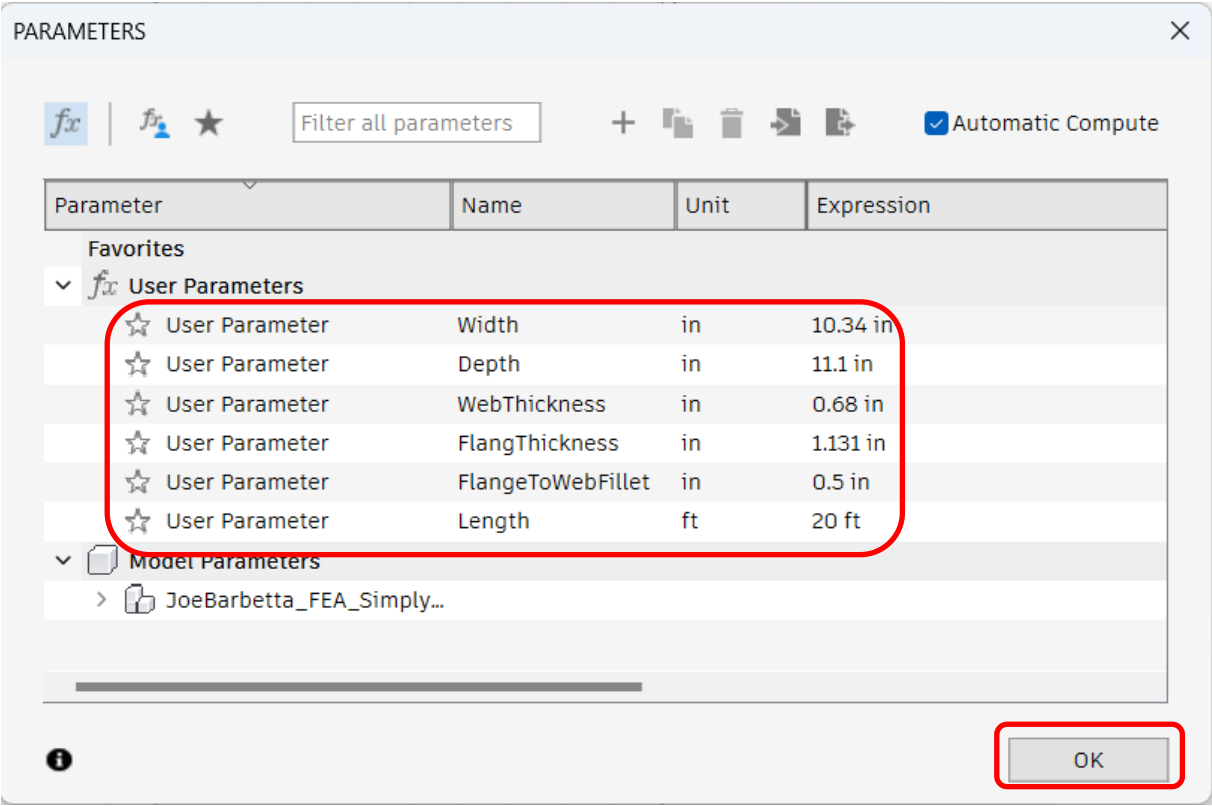 PARAMETERS
fx fx Filter all parameters Automatic Compute
Parameter Name Unit Expression
Favorites
fx User Parameters
User Parameter Width in 10.34 in
User Parameter Depth in 11.1 in
User Parameter WebThickness in 0.68 in
User Parameter FlangThickness in 1.131 in
User Parameter FlangeToWebFillet in 0.5 in
User Parameter Length ft 20 ft
Model Parameters
JoeBarbetta_FEA_Simply...
OK